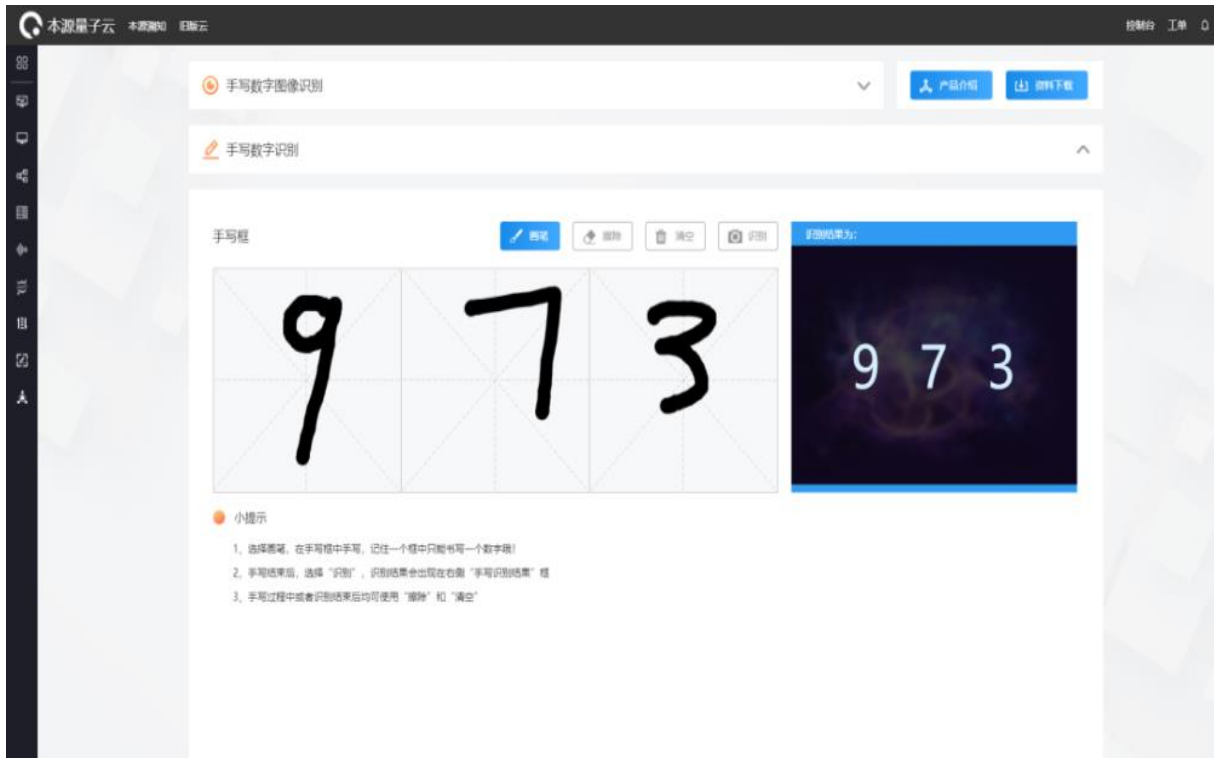 本源量子云 本源溯知 旧版云 控制台 工单
手写数字图像识别
产品介绍 资料下载
手写数字识别
手写框 画笔 擦除 清空 识别 识别结果为:
9 7 3
9 7 3
小提示
1、选择画笔，在手写框中手写，记住一个框中只能书写一个数字哦!
2、手写结束后，选择“识别”，识别结果会出现在右侧“手写识别结果”框
3、手写过程中或者识别结束后均可使用“擦除”和“清空”